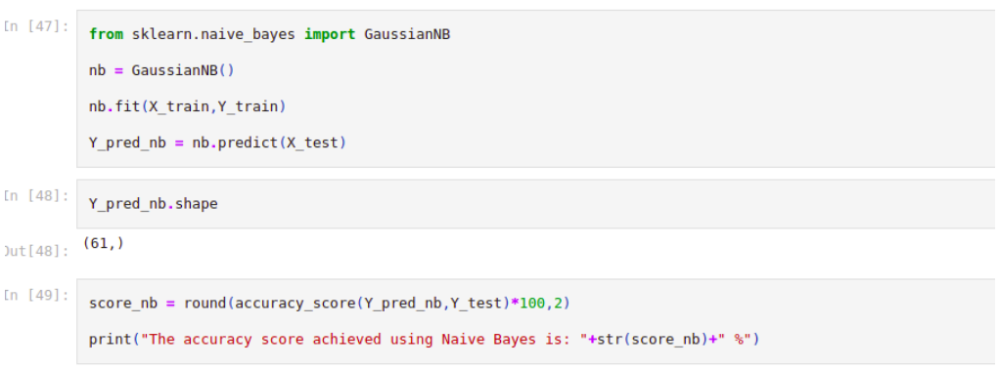 In [47]:
from sklearn.naive_bayes import GaussianNB
nb = GaussianNB()
nb.fit(X_train,Y_train)
Y_pred_nb = nb.predict(X_test)
In [48]:
Y_pred_nb.shape
Out[48]:
(61,)
In [49]:
score_nb = round(accuracy_score(Y_pred_nb,Y_test)*100,2)
print("The accuracy score achieved using Naive Bayes is: "+str(score_nb)+" %")